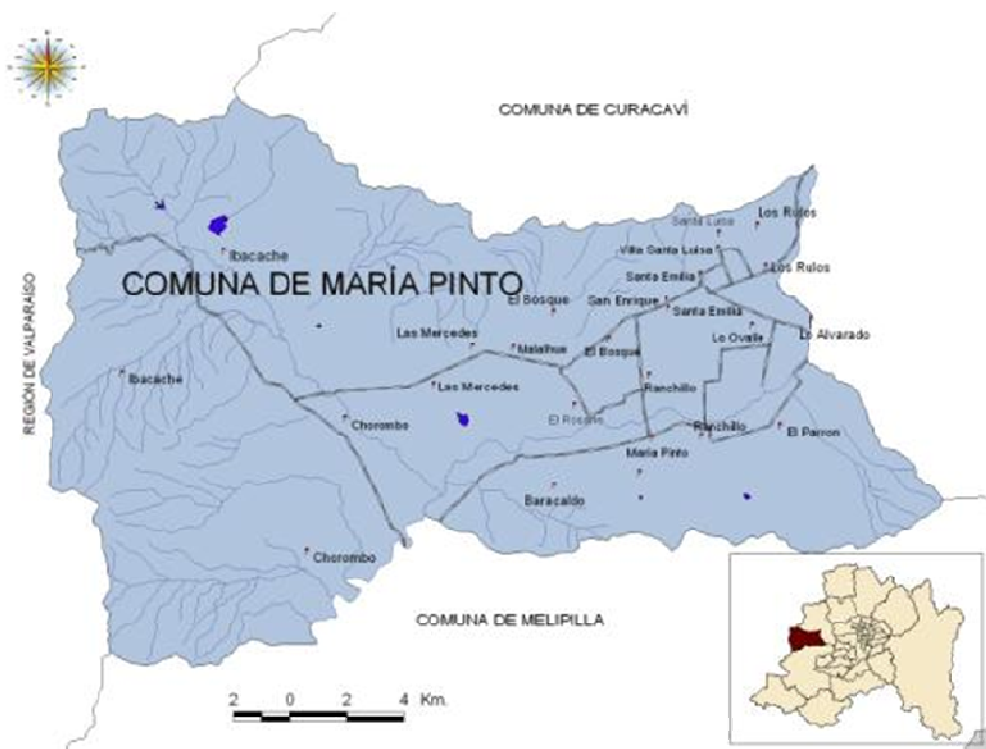 COMUNA DE CURACAVÍ
Santa Luisa
Los Rulos
Villa Santa Luisa
Ibacache
Los Rulos
Santa Emilia
COMUNA DE MARÍA PINTO
El Bosque
San Enrique
Santa Emilia
Las Mercedes
Lo Ovalle
Lo Alvarado
Malalhue
El Bosque
REGION DE VALPARAÍSO
Ibacache
Las Mercedes
Ranchillo
El Rosario
Chorombo
Ranchillo
El Parron
María Pinto
Baracaldo
Chorombo
COMUNA DE MELIPILLA
2 0 2 4 Km.